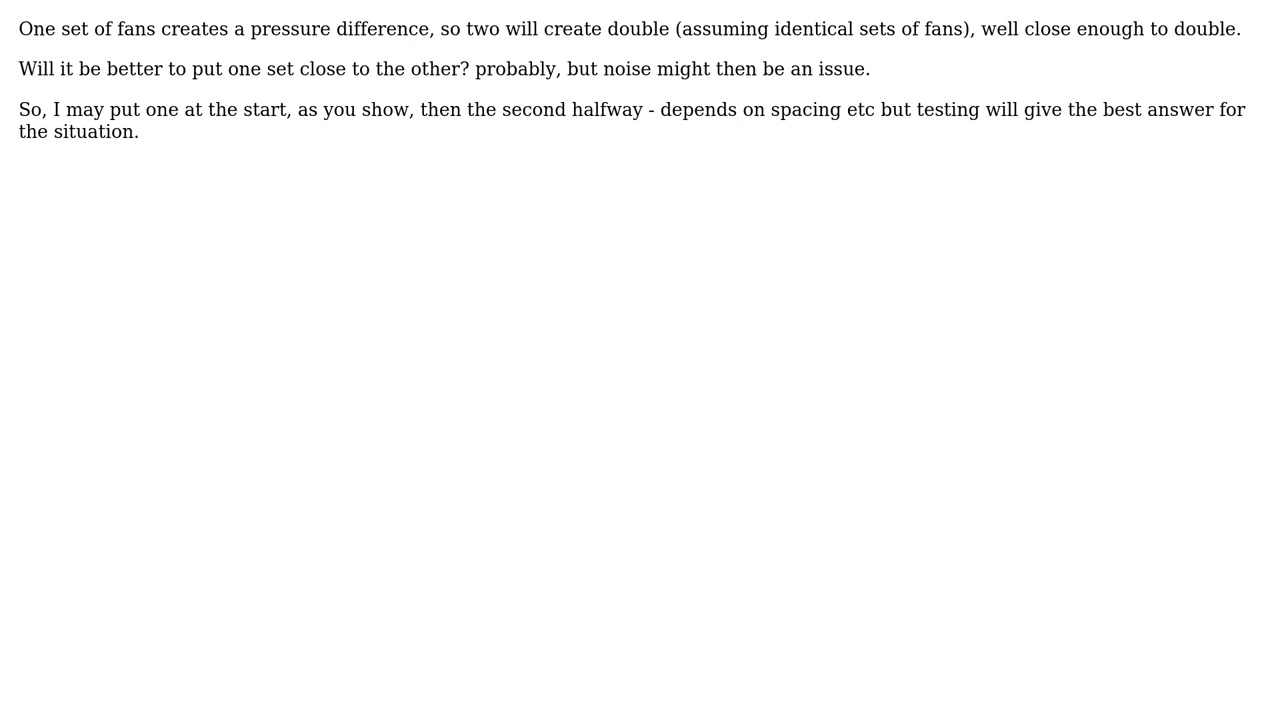 One set of fans creates a pressure difference, so two will create double (assuming identical sets of fans), well close enough to double.
Will it be better to put one set close to the other? probably, but noise might then be an issue.
So, I may put one at the start, as you show, then the second halfway - depends on spacing etc but testing will give the best answer for
the situation.